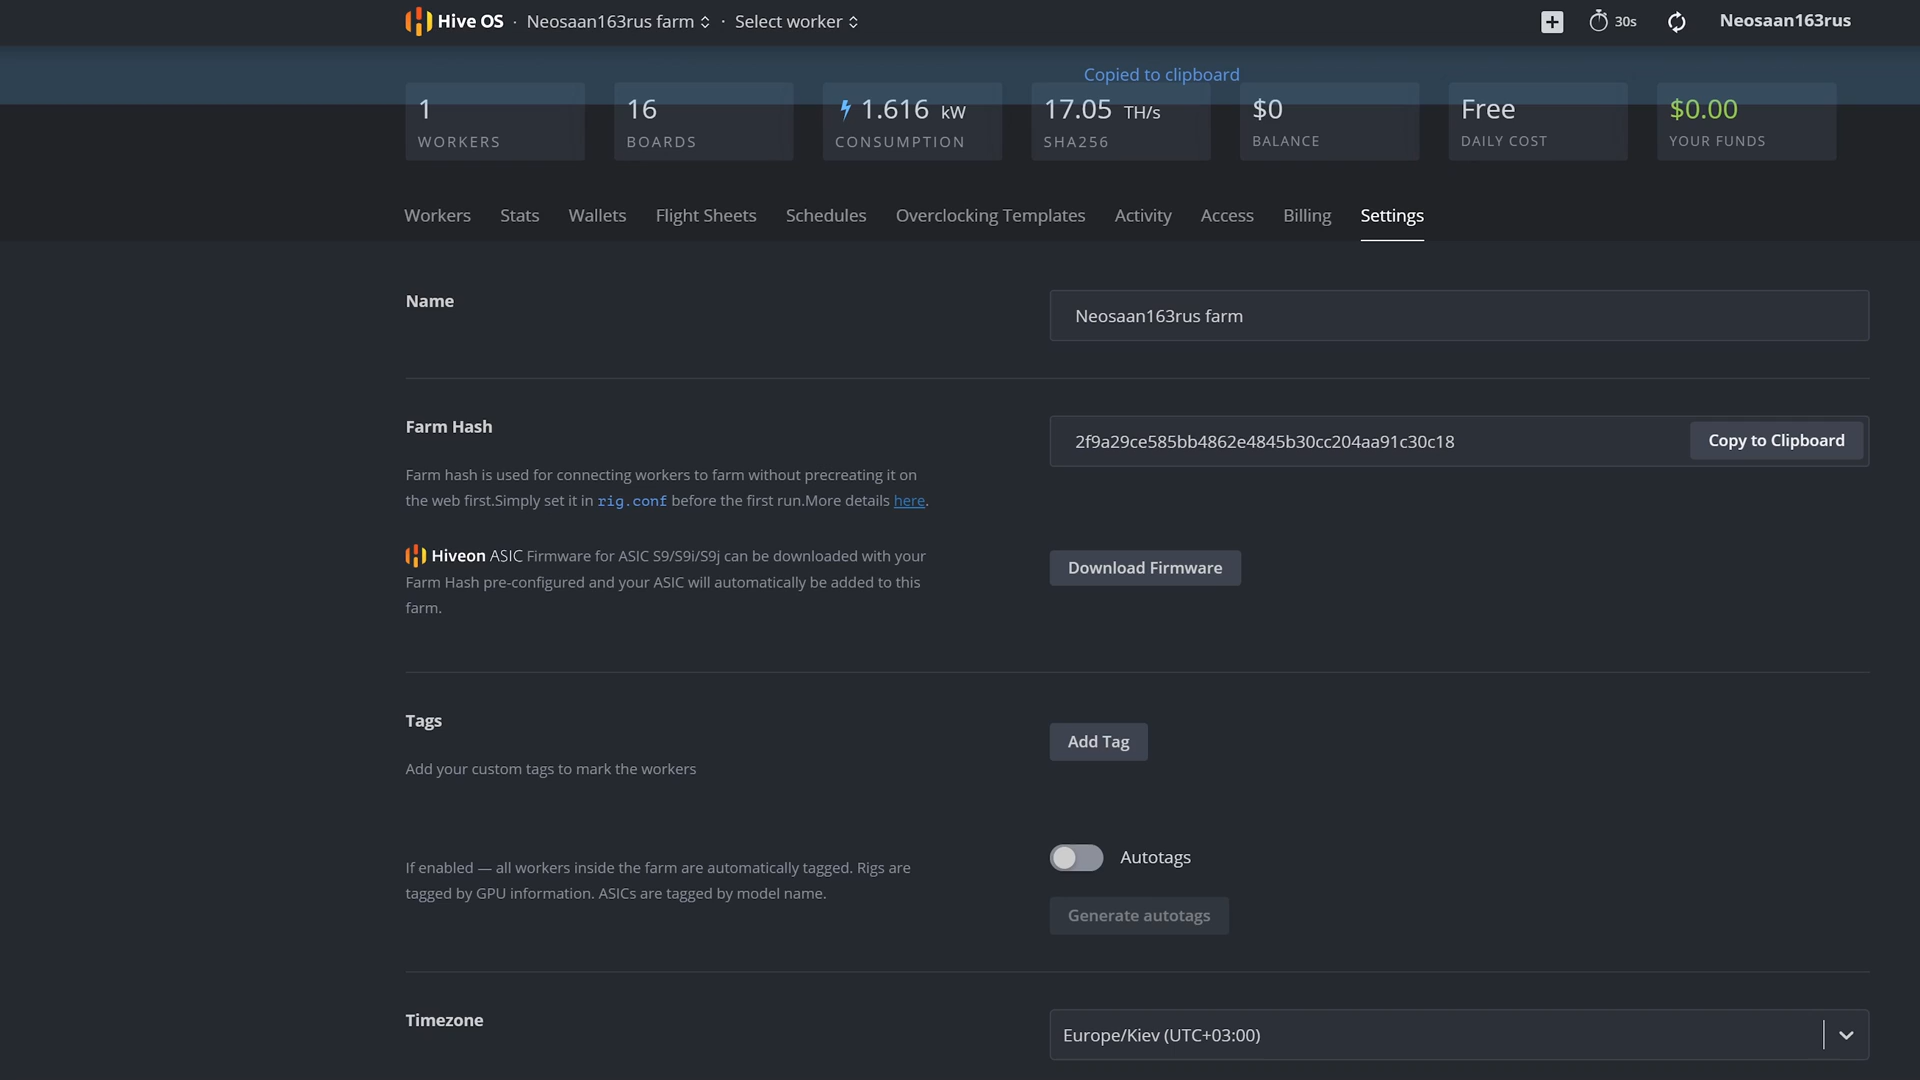 Hive OS · Neosaan163rus farm · Select worker
30s
Neosaan163rus
Copied to clipboard
1
WORKERS
16
BOARDS
1.616 kW
CONSUMPTION
17.05 TH/s
SHA256
$0
BALANCE
Free
DAILY COST
$0.00
YOUR FUNDS
Workers Stats Wallets Flight Sheets Schedules Overclocking Templates Activity Access Billing Settings
Name
Neosaan163rus farm
Farm Hash
2f9a29ce585bb4862e4845b30cc204aa91c30c18
Copy to Clipboard
Farm hash is used for connecting workers to farm without precreating it on
the web first.Simply set it in rig.conf before the first run.More details here.
Hiveon ASIC Firmware for ASIC S9/S9i/S9j can be downloaded with your
Farm Hash pre-configured and your ASIC will automatically be added to this
farm.
Download Firmware
Tags
Add Tag
Add your custom tags to mark the workers
Autotags
If enabled — all workers inside the farm are automatically tagged. Rigs are
tagged by GPU information. ASICs are tagged by model name.
Generate autotags
Timezone
Europe/Kiev (UTC+03:00)